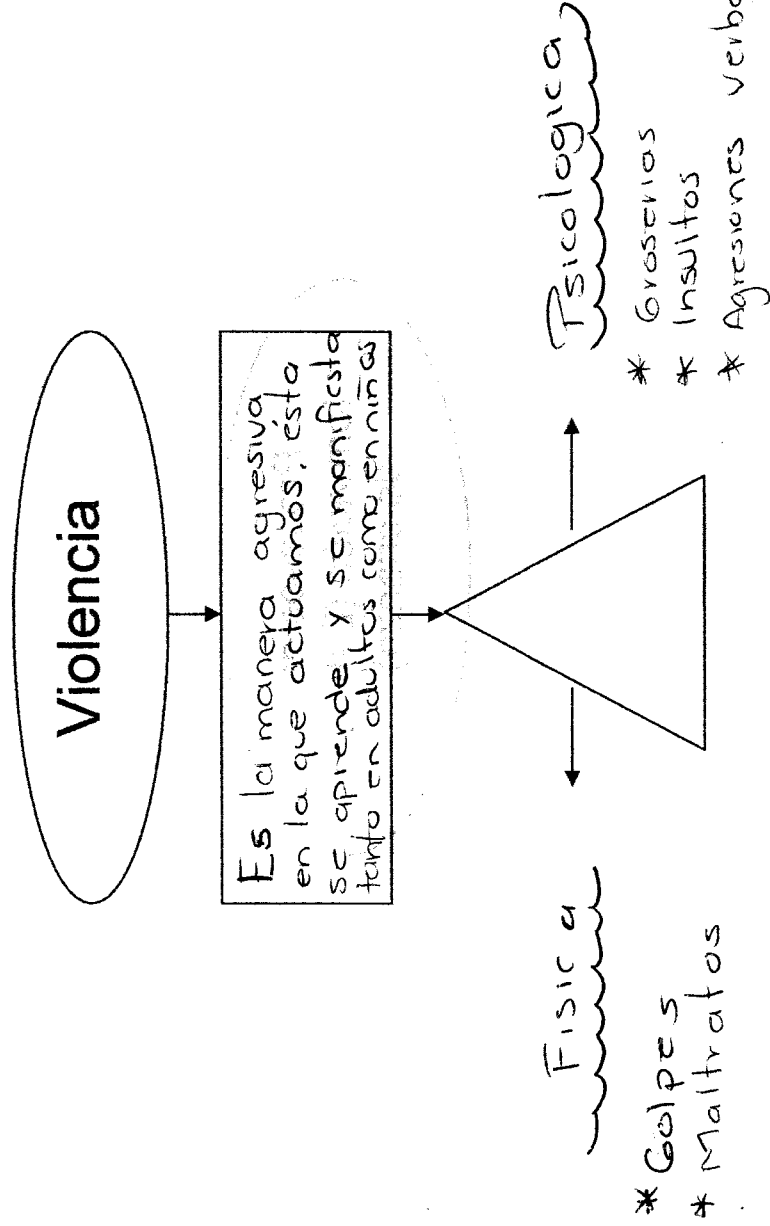 Violencia
Es la manera agresiva
en la que actuamos, ésta
se aprende y se manifiesta
tanto en adultos como en niños
Fisica
* Golpes
* Maltratos
Psicologica
* Groserias
* Insultos
* Agresiones